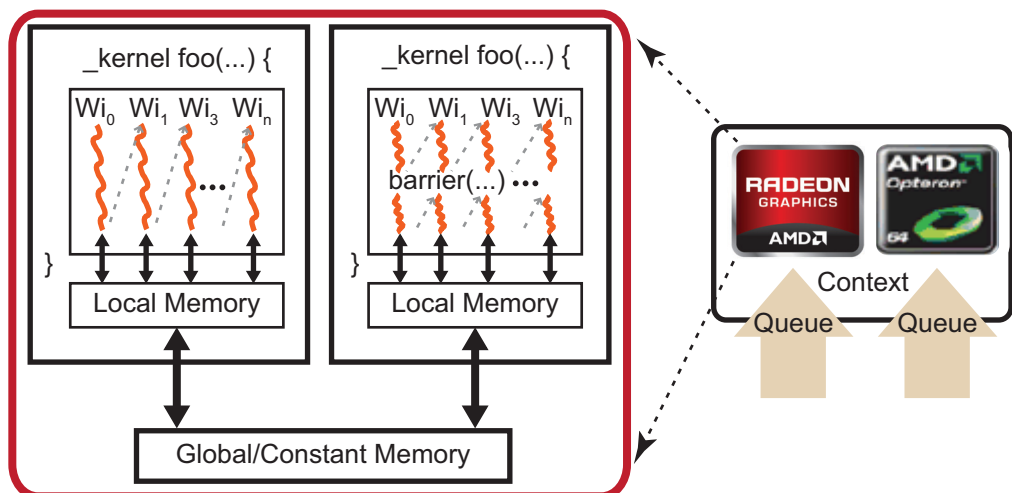 _kernel foo(...) {
Wi0 Wi1 Wi3 Win
...
}
Local Memory
_kernel foo(...) {
Wi0 Wi1 Wi3 Win
barrier(...) ...
}
Local Memory
Global/Constant Memory
RADEON
GRAPHICS
AMD
AMD
Opteron™
64
Context
Queue
Queue